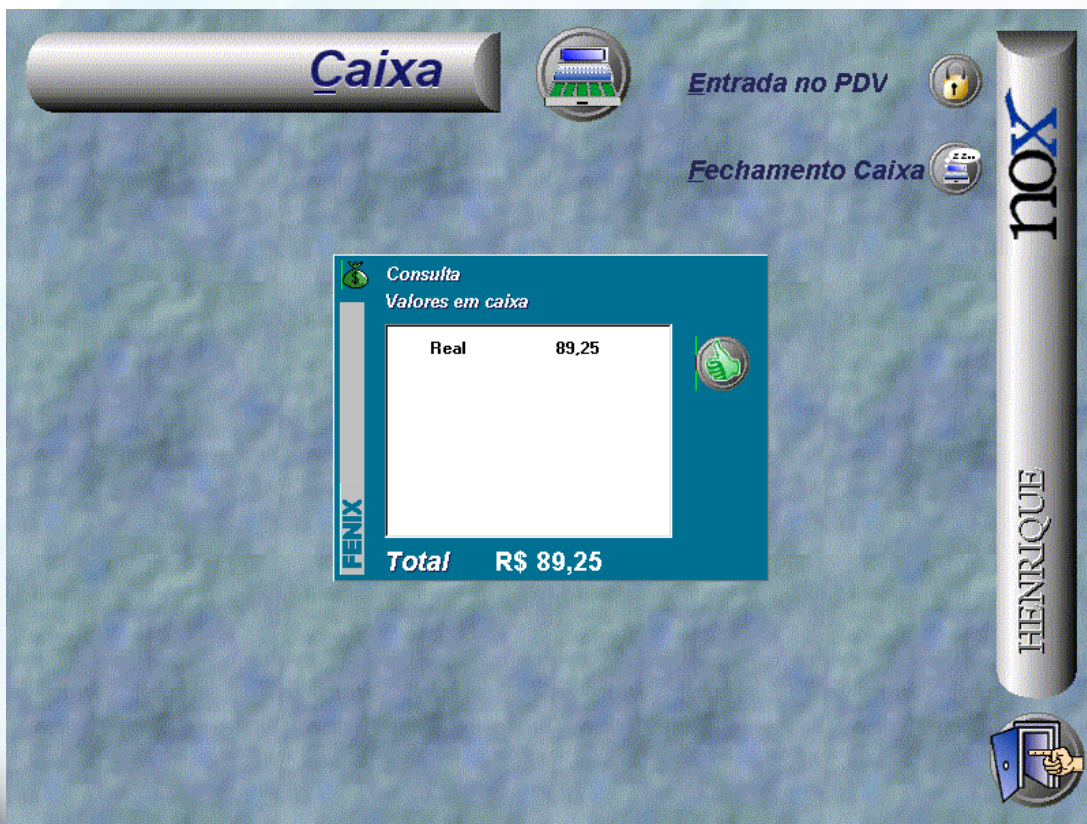 Caixa
Entrada no PDV
Fechamento Caixa
z z...
nox
Consulta
Valores em caixa
Real 89,25
FENIX
Total R$ 89,25
HENRIQUE